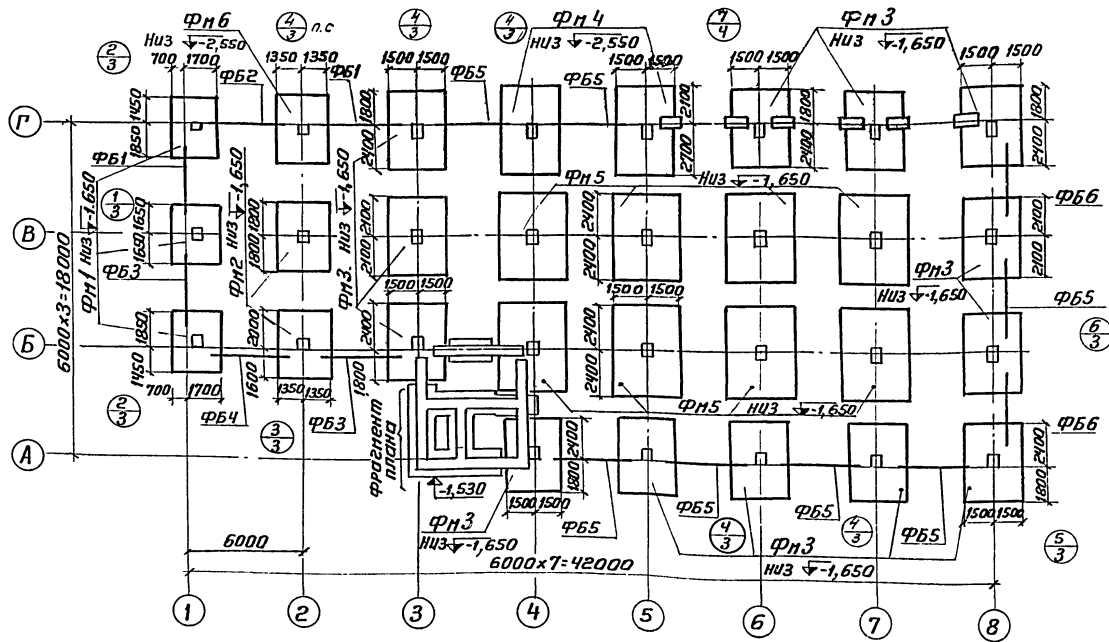 Фм6
4/3 п.с
4/3
4/3
Фм4
7/4
Фм3
2/3
низ -2,550
низ -2,550
низ -1,650
700 1700
1350 1350
1500 1500
1500 1500
1500 1500
1500 1500
ФБ2
ФБ1
ФБ5
ФБ5
Г
1450
1850
1800
2400
2100
2700
1800
2400
1800
2400
ФБ1
Фм1 низ -1,650
1/3
Фм2 низ -1,650
Фм3. низ -1,650
Фм5
низ -1,650
ФБ6
В
1650
1650
1800
1800
2100
2100
2400
2400
2100
2100
ФБ3
Фм3
низ -1,650
ФБ5
1500 1500
1500 1500
6/3
Б
1850
1450
2000
1600
2400
1800
2400
2400
700 1700
1350 1350
2/3
ФБ4
3/3
ФБ3
Фм5
низ -1,650
ФБ6
А
фрагмент
плана
-1,530
2400
1800
2400
1800
1500 1500
1500 1500
Фм3
низ -1,650
ФБ5
ФБ5
4/3
ФБ5
4/3
ФБ5
5/3
Фм3
низ -1,650
6000x3=18000
6000
6000x7=42000
1 2 3 4 5 6 7 8